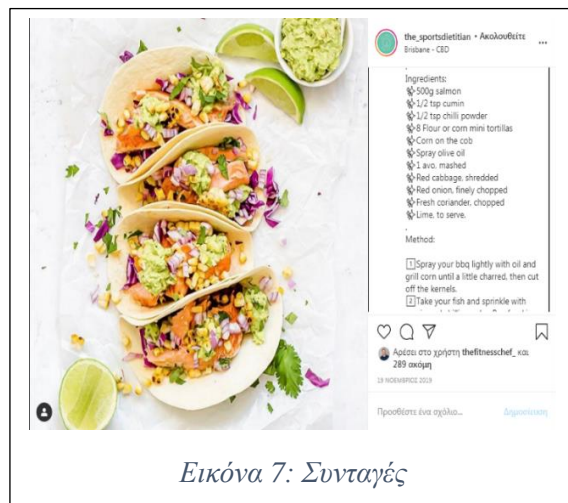 the_sportsdietitian • Ακολουθείτε
Brisbane - CBD
Ingredients:
500g salmon
1/2 tsp cumin
1/2 tsp chilli powder
8 Flour or corn mini tortillas
Corn on the cob
Spray olive oil
1 avo, mashed
Red cabbage, shredded
Red onion, finely chopped
Fresh coriander, chopped
Lime, to serve.
.
Method:
1 Spray your bbq lightly with oil and
grill corn until a little charred, then cut
off the kernels.
2 Take your fish and sprinkle with
Αρέσει στο χρήστη thefitnesschef_ και
289 ακόμη
19 ΝΟΕΜΒΡΙΟΣ 2019
Προσθέστε ένα σχόλιο...
Δημοσίευση
Εικόνα 7: Συνταγές